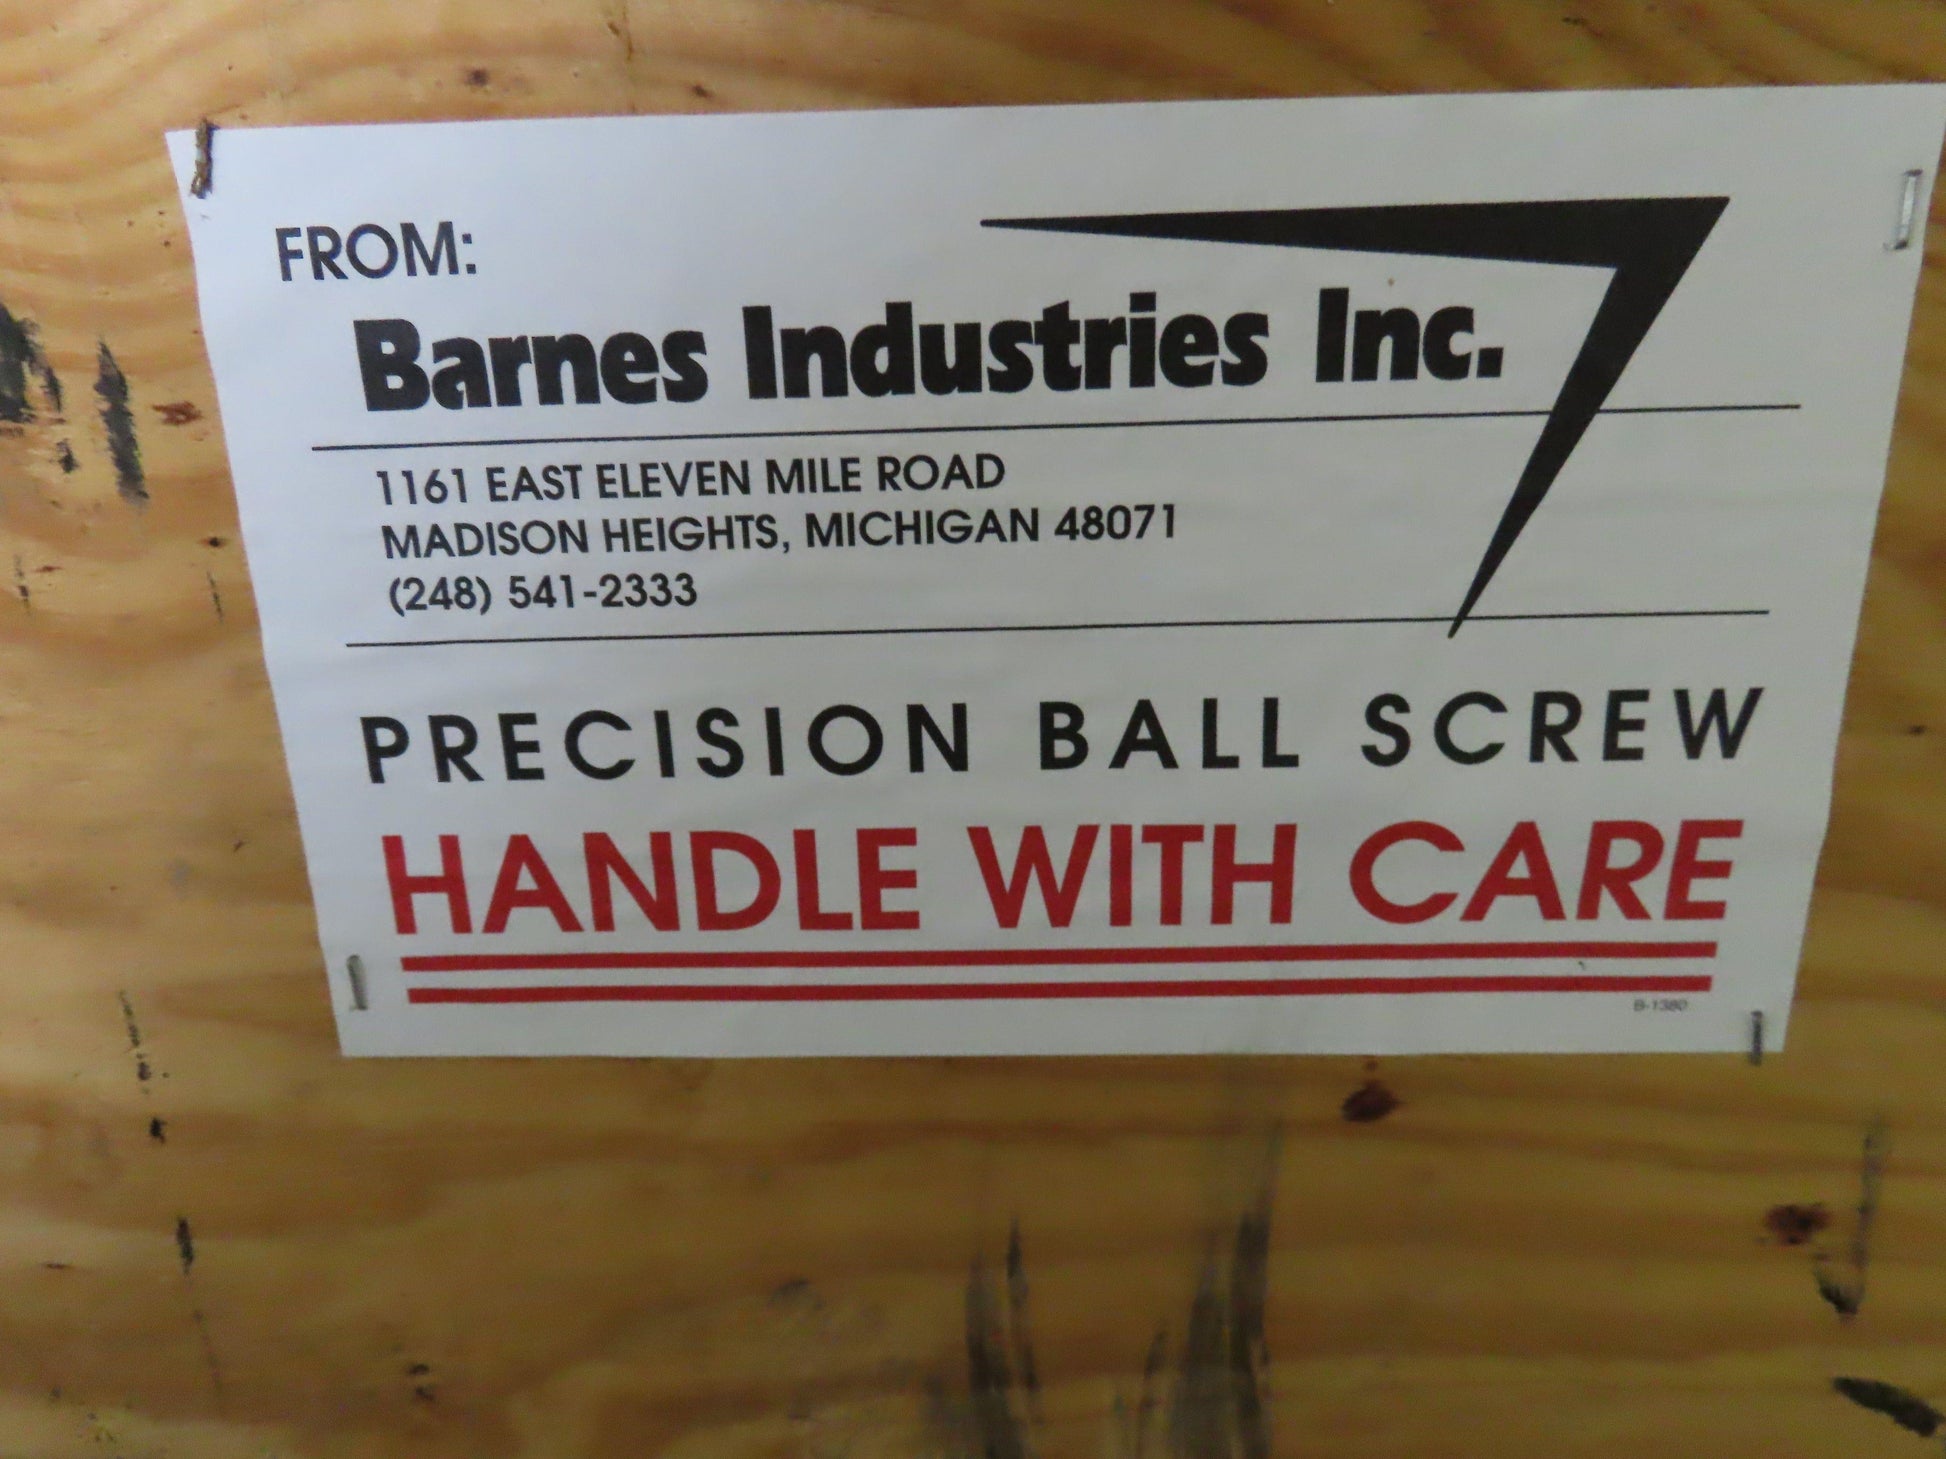 FROM:
Barnes Industries Inc.
1161 EAST ELEVEN MILE ROAD
MADISON HEIGHTS, MICHIGAN 48071
(248) 541-2333
PRECISION BALL SCREW
HANDLE WITH CARE
B-1380